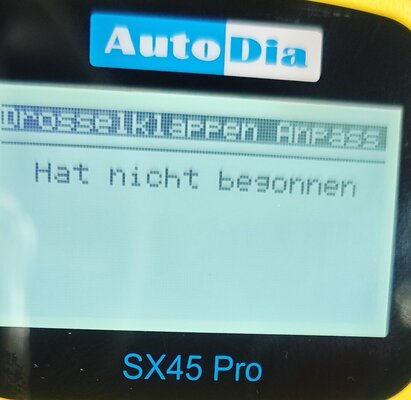 AutoDia
Drosselklappen Anpass
Hat nicht begonnen
SX45 Pro